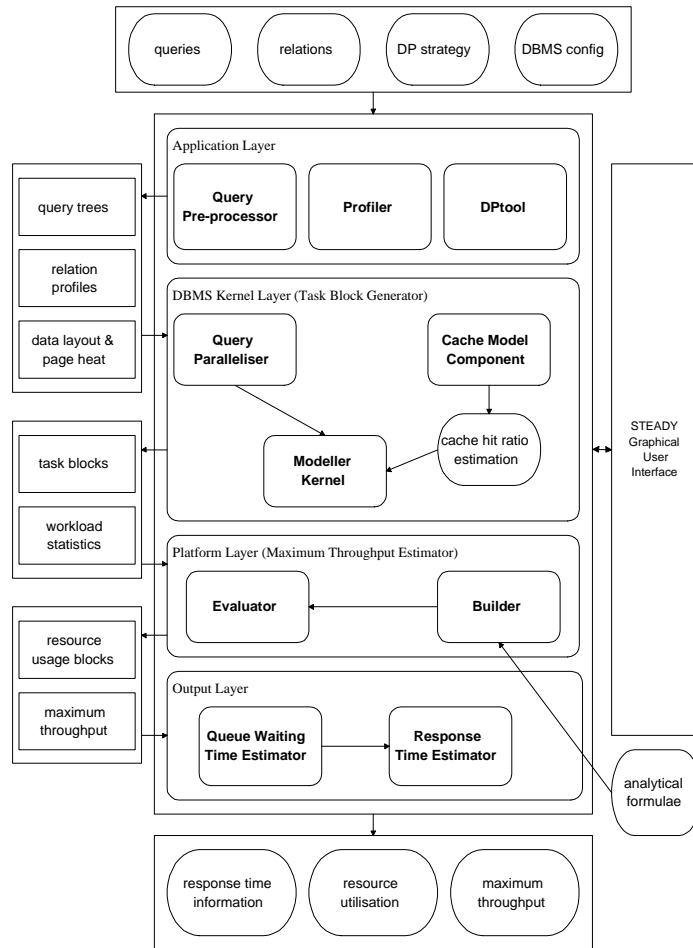 queries
relations
DP strategy
DBMS config
Application Layer
Query
Pre-processor
Profiler
DPtool
query trees
relation
profiles
data layout &
page heat
DBMS Kernel Layer (Task Block Generator)
Query
Paralleliser
Cache Model
Component
Modeller
Kernel
cache hit ratio
estimation
STEADY
Graphical
User
Interface
task blocks
workload
statistics
Platform Layer (Maximum Throughput Estimator)
Evaluator
Builder
resource
usage blocks
maximum
throughput
Output Layer
Queue Waiting
Time Estimator
Response
Time Estimator
analytical
formulae
response time
information
resource
utilisation
maximum
throughput